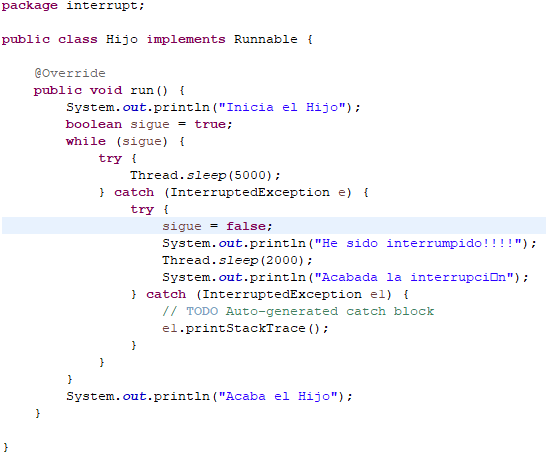 package interrupt;
public class Hijo implements Runnable {
@Override
public void run() {
System.out.println("Inicia el Hijo");
boolean sigue = true;
while (sigue) {
try {
Thread.sleep(5000);
} catch (InterruptedException e) {
try {
sigue = false;
System.out.println("He sido interrumpido!!!!");
Thread.sleep(2000);
System.out.println("Acabada la interrupci□n");
} catch (InterruptedException e1) {
// TODO Auto-generated catch block
e1.printStackTrace();
}
}
}
System.out.println("Acaba el Hijo");
}
}